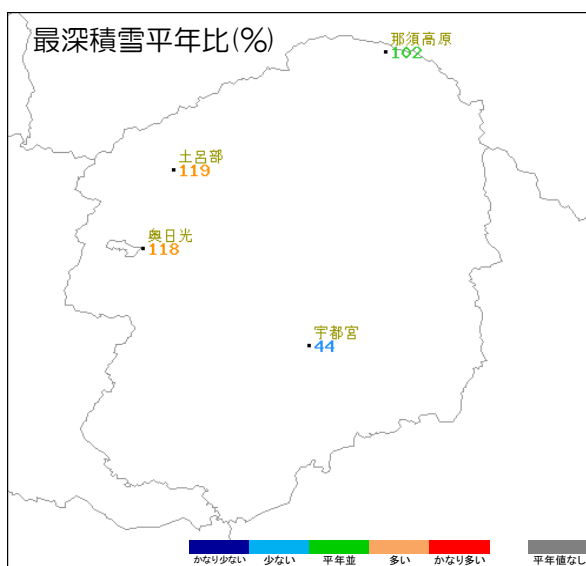 最深積雪平年比(%)
那須高原
102
土呂部
119
奥日光
118
宇都宮
44
かなり少ない 少ない 平年並 多い かなり多い 平年値なし